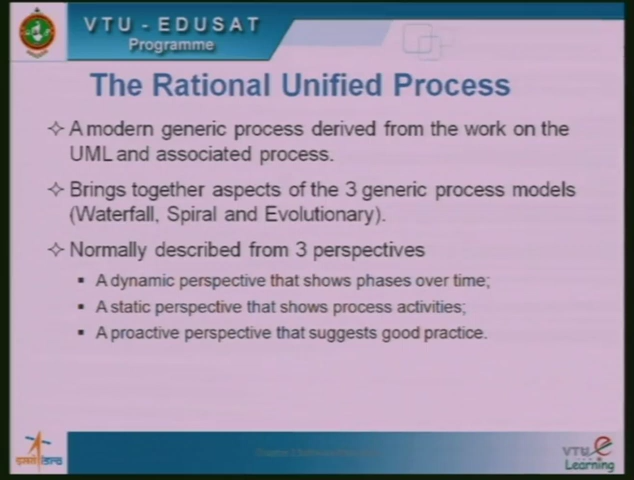 VTU - EDUSAT
Programme
The Rational Unified Process
A modern generic process derived from the work on the
UML and associated process.
Brings together aspects of the 3 generic process models
(Waterfall, Spiral and Evolutionary).
Normally described from 3 perspectives
A dynamic perspective that shows phases over time;
A static perspective that shows process activities;
A proactive perspective that suggests good practice.
VTU e
Learning